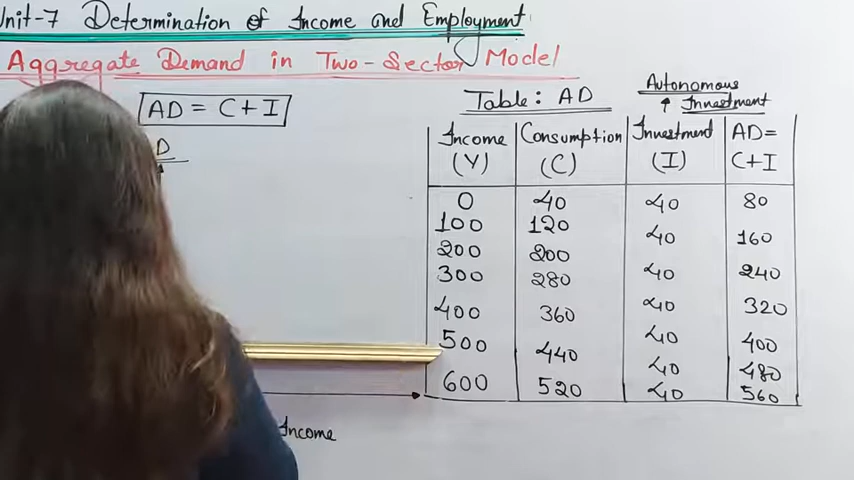 Unit-7 Determination of Income and Employment
Aggregate Demand in Two-Sector Model
AD = C+I
D
Table: AD
Autonomous
Investment
Income (Y) Consumption (C) Investment (I) AD= C+I
0 40 40 80
100 120 40 160
200 200 40 240
300 280 40 320
400 360 40 400
500 440 40 480
600 520 40 560
Income